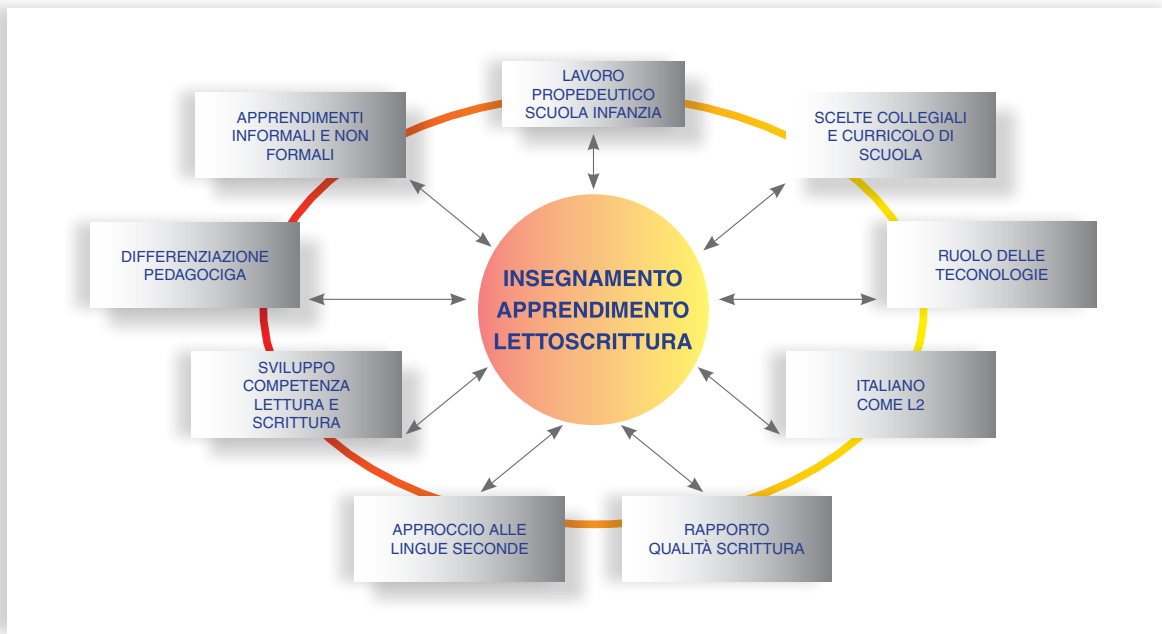 LAVORO
PROPEDEUTICO
SCUOLA INFANZIA
APPRENDIMENTI
INFORMALI E NON
FORMALI
SCELTE COLLEGIALI
E CURRICOLO DI
SCUOLA
DIFFERENZIAZIONE
PEDAGOCIGA
INSEGNAMENTO
APPRENDIMENTO
LETTOSCRITTURA
RUOLO DELLE
TECONOLOGIE
SVILUPPO
COMPETENZA
LETTURA E
SCRITTURA
ITALIANO
COME L2
APPROCCIO ALLE
LINGUE SECONDE
RAPPORTO
QUALITÀ SCRITTURA